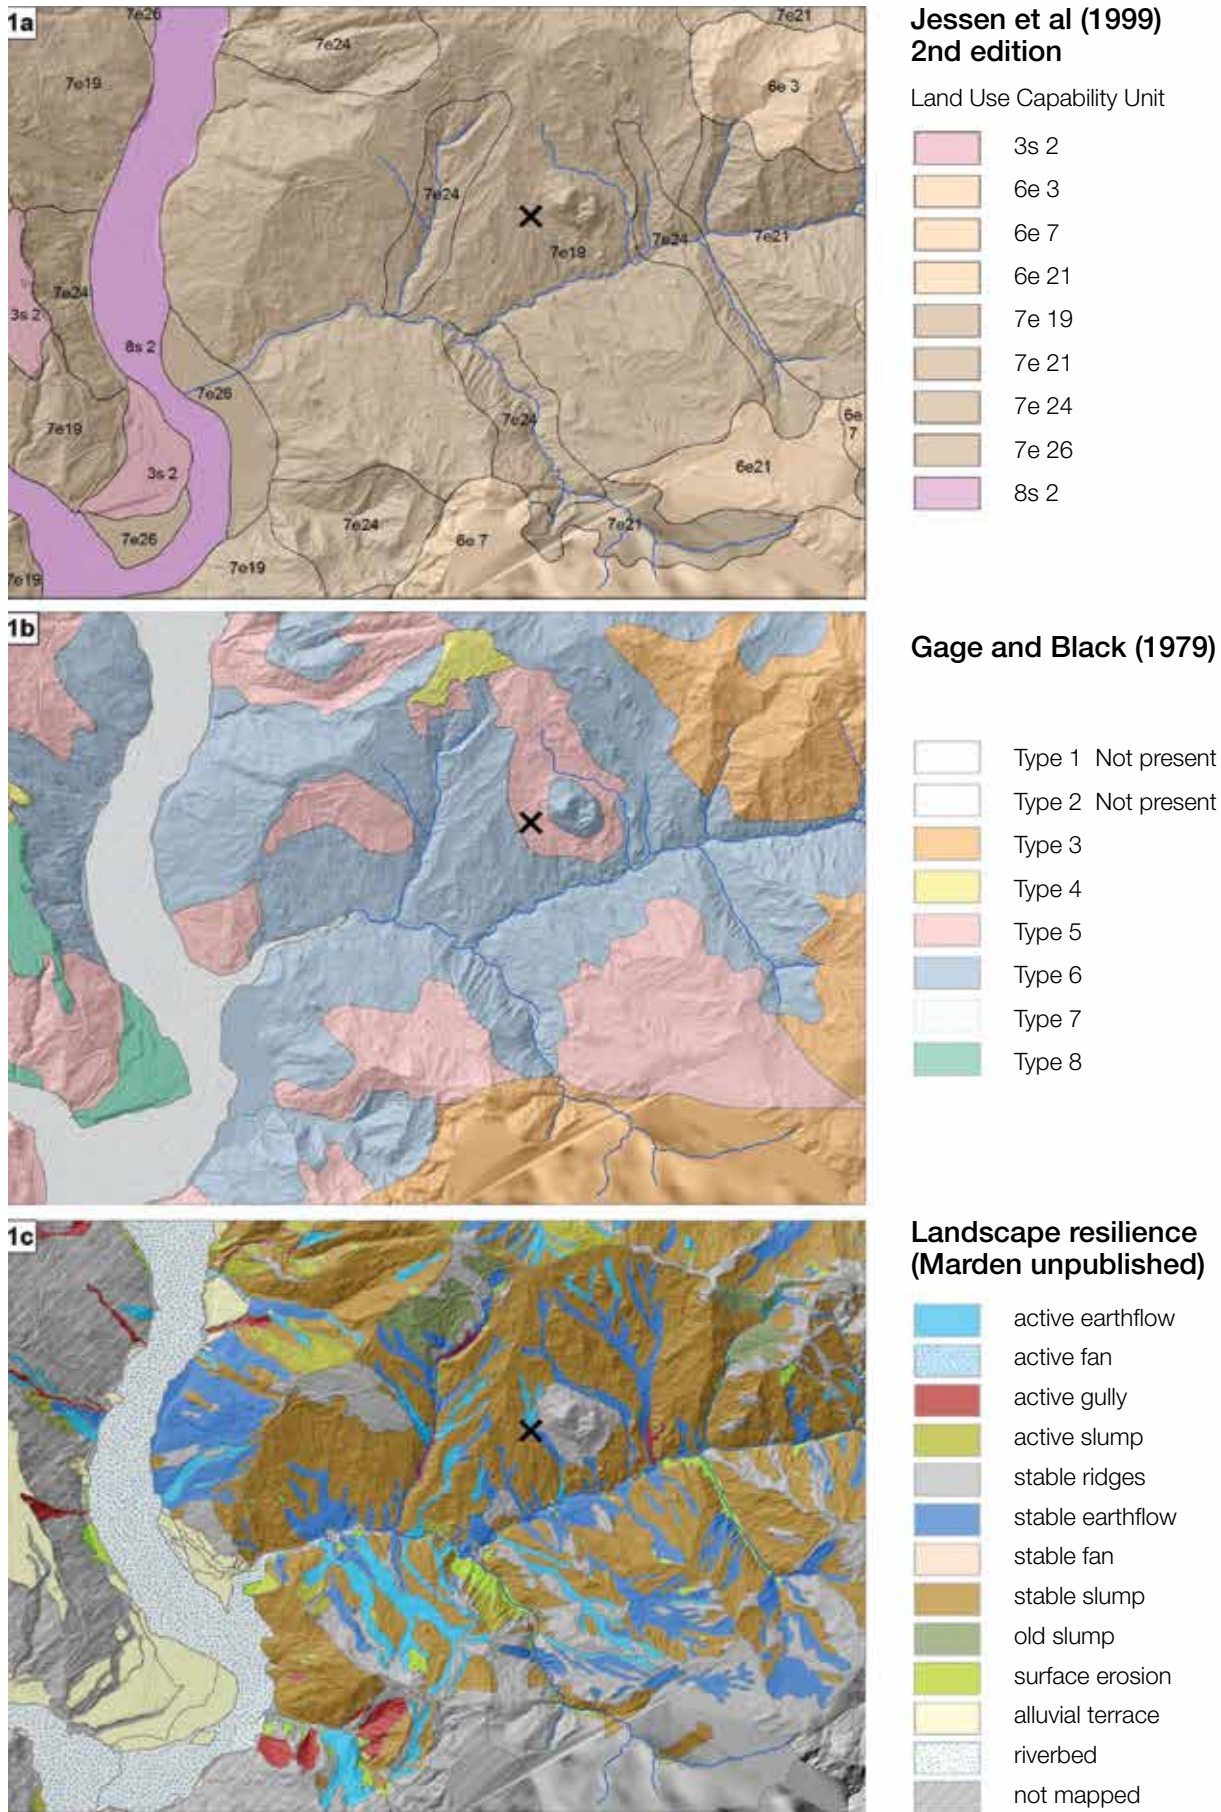 1a
7e26
7e24
7e21
7e19
6e 3
7e24
7e24
7e21
7e19
7e24
3s 2
8s 2
7e26
7e19
7e24
6e 7
3s 2
6e21
7e24
7e21
7e26
6e 7
7e19
7e19
Jessen et al (1999)
2nd edition
Land Use Capability Unit
3s 2
6e 3
6e 7
6e 21
7e 19
7e 21
7e 24
7e 26
8s 2
1b
Gage and Black (1979)
Type 1 Not present
Type 2 Not present
Type 3
Type 4
Type 5
Type 6
Type 7
Type 8
1c
Landscape resilience
(Marden unpublished)
active earthflow
active fan
active gully
active slump
stable ridges
stable earthflow
stable fan
stable slump
old slump
surface erosion
alluvial terrace
riverbed
not mapped